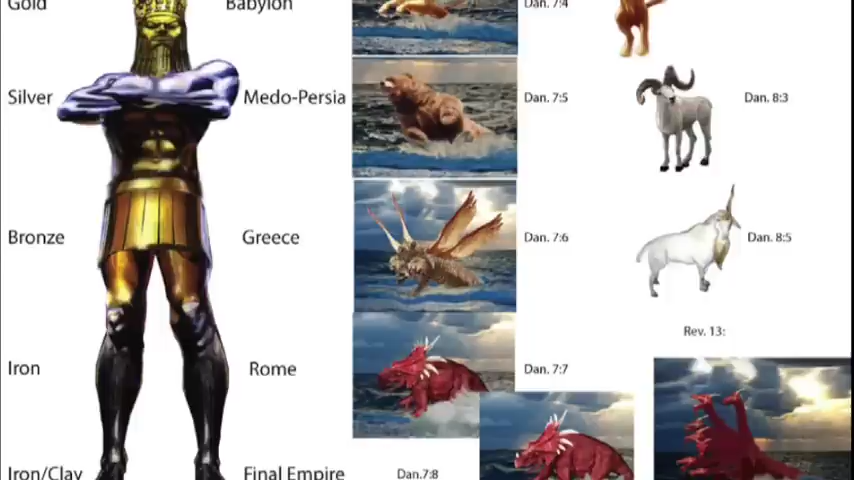 Gold Babylon Dan. 7:4
Silver Medo-Persia Dan. 7:5 Dan. 8:3
Bronze Greece Dan. 7:6 Dan. 8:5
Rev. 13:
Iron Rome Dan. 7:7
Iron/Clay Final Empire Dan.7:8